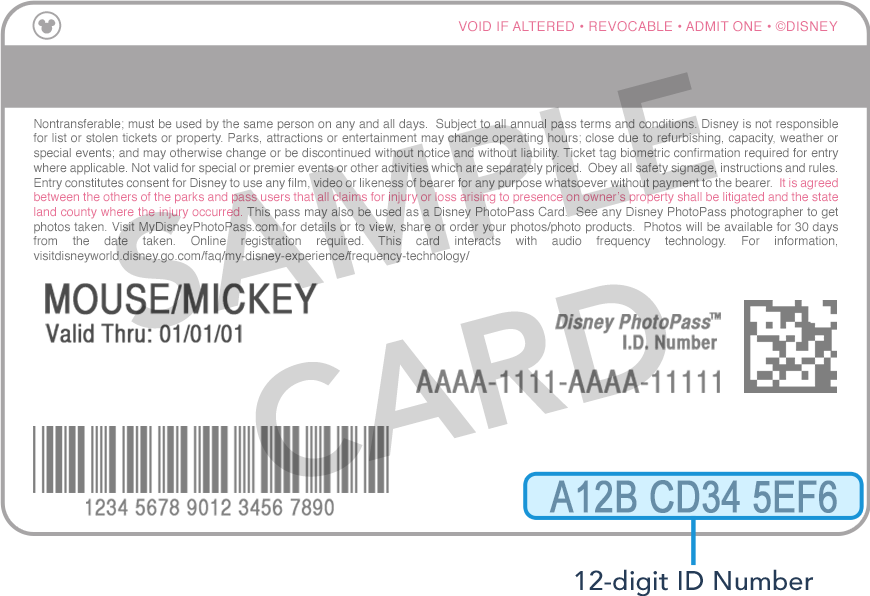 VOID IF ALTERED • REVOCABLE • ADMIT ONE • ©DISNEY
Nontransferable; must be used by the same person on any and all days. Subject to all annual pass terms and conditions. Disney is not responsible
for list or stolen tickets or property. Parks, attractions or entertainment may change operating hours; close due to refurbishing, capacity, weather or
special events; and may otherwise change or be discontinued without notice and without liability. Ticket tag biometric confirmation required for entry
where applicable. Not valid for special or premier events or other activities which are separately priced. Obey all safety signage, instructions and rules.
Entry constitutes consent for Disney to use any film, video or likeness of bearer for any purpose whatsoever without payment to the bearer. It is agreed
between the others of the parks and pass users that all claims for injury or loss arising to presence on owner's property shall be litigated and the state
land county where the injury occurred. This pass may also be used as a Disney PhotoPass Card. See any Disney PhotoPass photographer to get
photos taken. Visit MyDisneyPhotoPass.com for details or to view, share or order your photos/photo products. Photos will be available for 30 days
from the date taken. Online registration required. This card interacts with audio frequency technology. For information,
visitdisneyworld.disney.go.com/faq/my-disney-experience/frequency-technology/
SAMPLE
CARD
MOUSE/MICKEY
Valid Thru: 01/01/01
Disney PhotoPass™
I.D. Number
AAAA-1111-AAAA-11111
1234 5678 9012 3456 7890
A12B CD34 5EF6
12-digit ID Number